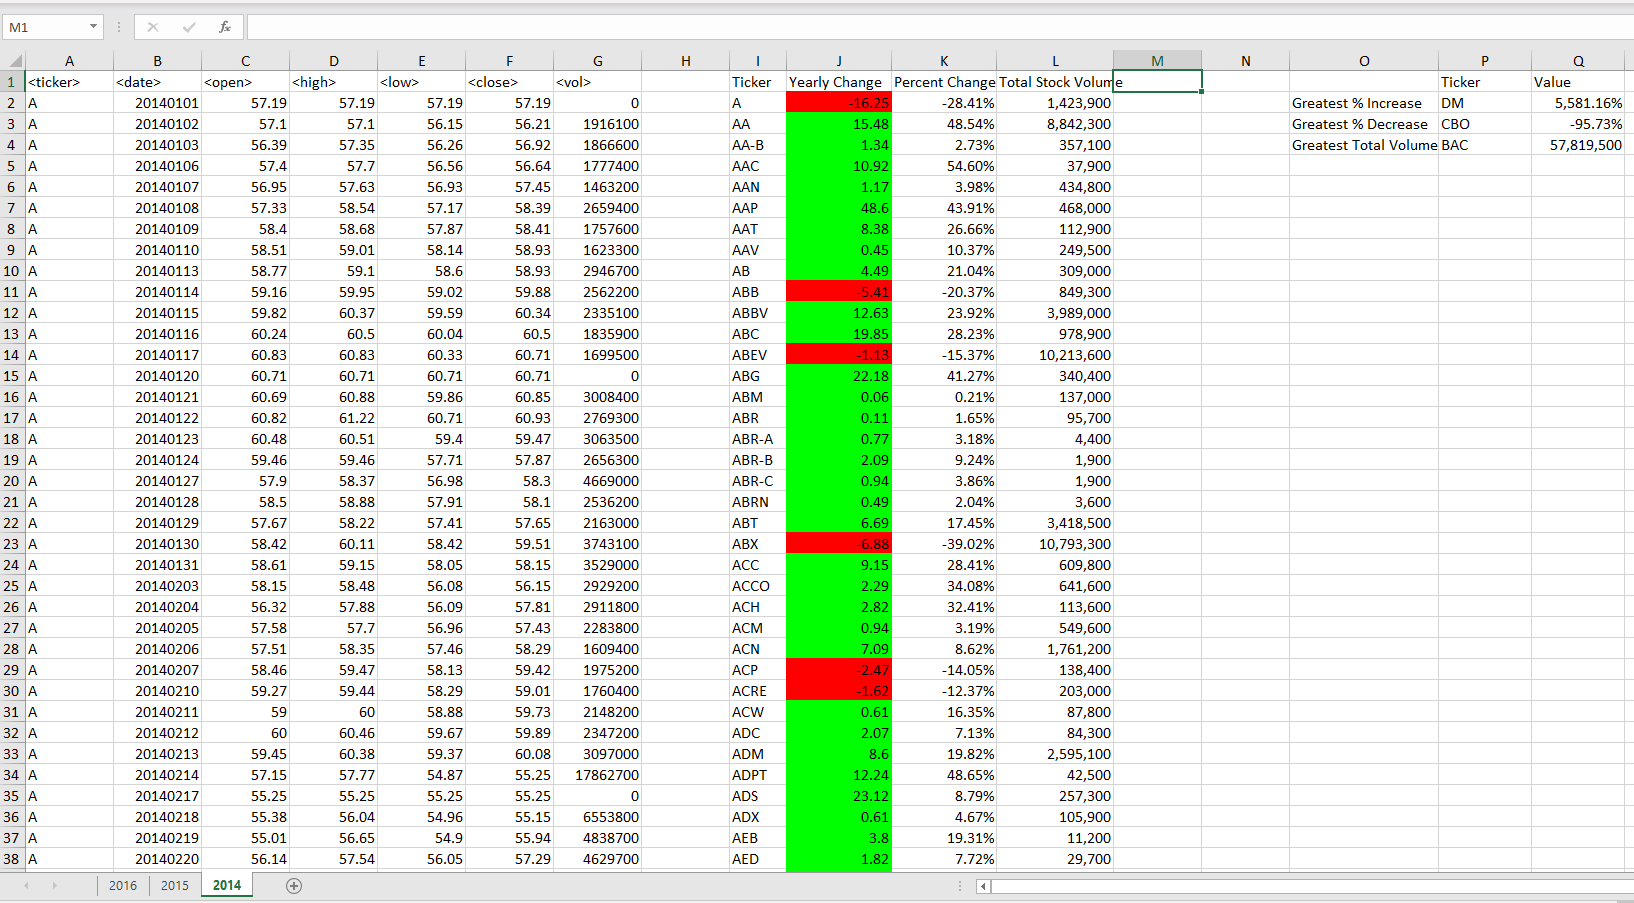 M1 fx
A B C D E F G H I J K L M N O P Q
1 <ticker> <date> <open> <high> <low> <close> <vol> Ticker Yearly Change Percent Change Total Stock Volume Ticker Value
2 A 20140101 57.19 57.19 57.19 57.19 0 A -16.25 -28.41% 1,423,900 Greatest % Increase DM 5,581.16%
3 A 20140102 57.1 57.1 56.15 56.21 1916100 AA 15.48 48.54% 8,842,300 Greatest % Decrease CBO -95.73%
4 A 20140103 56.39 57.35 56.26 56.92 1866600 AA-B 1.34 2.73% 357,100 Greatest Total Volume BAC 57,819,500
5 A 20140106 57.4 57.7 56.56 56.64 1777400 AAC 10.92 54.60% 37,900
6 A 20140107 56.95 57.63 56.93 57.45 1463200 AAN 1.17 3.98% 434,800
7 A 20140108 57.33 58.54 57.17 58.39 2659400 AAP 48.6 43.91% 468,000
8 A 20140109 58.4 58.68 57.87 58.41 1757600 AAT 8.38 26.66% 112,900
9 A 20140110 58.51 59.01 58.14 58.93 1623300 AAV 0.45 10.37% 249,500
10 A 20140113 58.77 59.1 58.6 58.93 2946700 AB 4.49 21.04% 309,000
11 A 20140114 59.16 59.95 59.02 59.88 2562200 ABB -5.41 -20.37% 849,300
12 A 20140115 59.82 60.37 59.59 60.34 2335100 ABBV 12.63 23.92% 3,989,000
13 A 20140116 60.24 60.5 60.04 60.5 1835900 ABC 19.85 28.23% 978,900
14 A 20140117 60.83 60.83 60.33 60.71 1699500 ABEV -1.13 -15.37% 10,213,600
15 A 20140120 60.71 60.71 60.71 60.71 0 ABG 22.18 41.27% 340,400
16 A 20140121 60.69 60.88 59.86 60.85 3008400 ABM 0.06 0.21% 137,000
17 A 20140122 60.82 61.22 60.71 60.93 2769300 ABR 0.11 1.65% 95,700
18 A 20140123 60.48 60.51 59.4 59.47 3063500 ABR-A 0.77 3.18% 4,400
19 A 20140124 59.46 59.46 57.71 57.87 2656300 ABR-B 2.09 9.24% 1,900
20 A 20140127 57.9 58.37 56.98 58.3 4669000 ABR-C 0.94 3.86% 1,900
21 A 20140128 58.5 58.88 57.91 58.1 2536200 ABRN 0.49 2.04% 3,600
22 A 20140129 57.67 58.22 57.41 57.65 2163000 ABT 6.69 17.45% 3,418,500
23 A 20140130 58.42 60.11 58.42 59.51 3743100 ABX -6.88 -39.02% 10,793,300
24 A 20140131 58.61 59.15 58.05 58.15 3529000 ACC 9.15 28.41% 609,800
25 A 20140203 58.15 58.48 56.08 56.15 2929200 ACCO 2.29 34.08% 641,600
26 A 20140204 56.32 57.88 56.09 57.81 2911800 ACH 2.82 32.41% 113,600
27 A 20140205 57.58 57.7 56.96 57.43 2283800 ACM 0.94 3.19% 549,600
28 A 20140206 57.51 58.35 57.46 58.29 1609400 ACN 7.09 8.62% 1,761,200
29 A 20140207 58.46 59.47 58.13 59.42 1975200 ACP -2.47 -14.05% 138,400
30 A 20140210 59.27 59.44 58.29 59.01 1760400 ACRE -1.62 -12.37% 203,000
31 A 20140211 59 60 58.88 59.73 2148200 ACW 0.61 16.35% 87,800
32 A 20140212 60 60.46 59.67 59.89 2347200 ADC 2.07 7.13% 84,300
33 A 20140213 59.45 60.38 59.37 60.08 3097000 ADM 8.6 19.82% 2,595,100
34 A 20140214 57.15 57.77 54.87 55.25 17862700 ADPT 12.24 48.65% 42,500
35 A 20140217 55.25 55.25 55.25 55.25 0 ADS 23.12 8.79% 257,300
36 A 20140218 55.38 56.04 54.96 55.15 6553800 ADX 0.61 4.67% 105,900
37 A 20140219 55.01 56.65 54.9 55.94 4838700 AEB 3.8 19.31% 11,200
38 A 20140220 56.14 57.54 56.05 57.29 4629700 AED 1.82 7.72% 29,700
2016 2015 2014